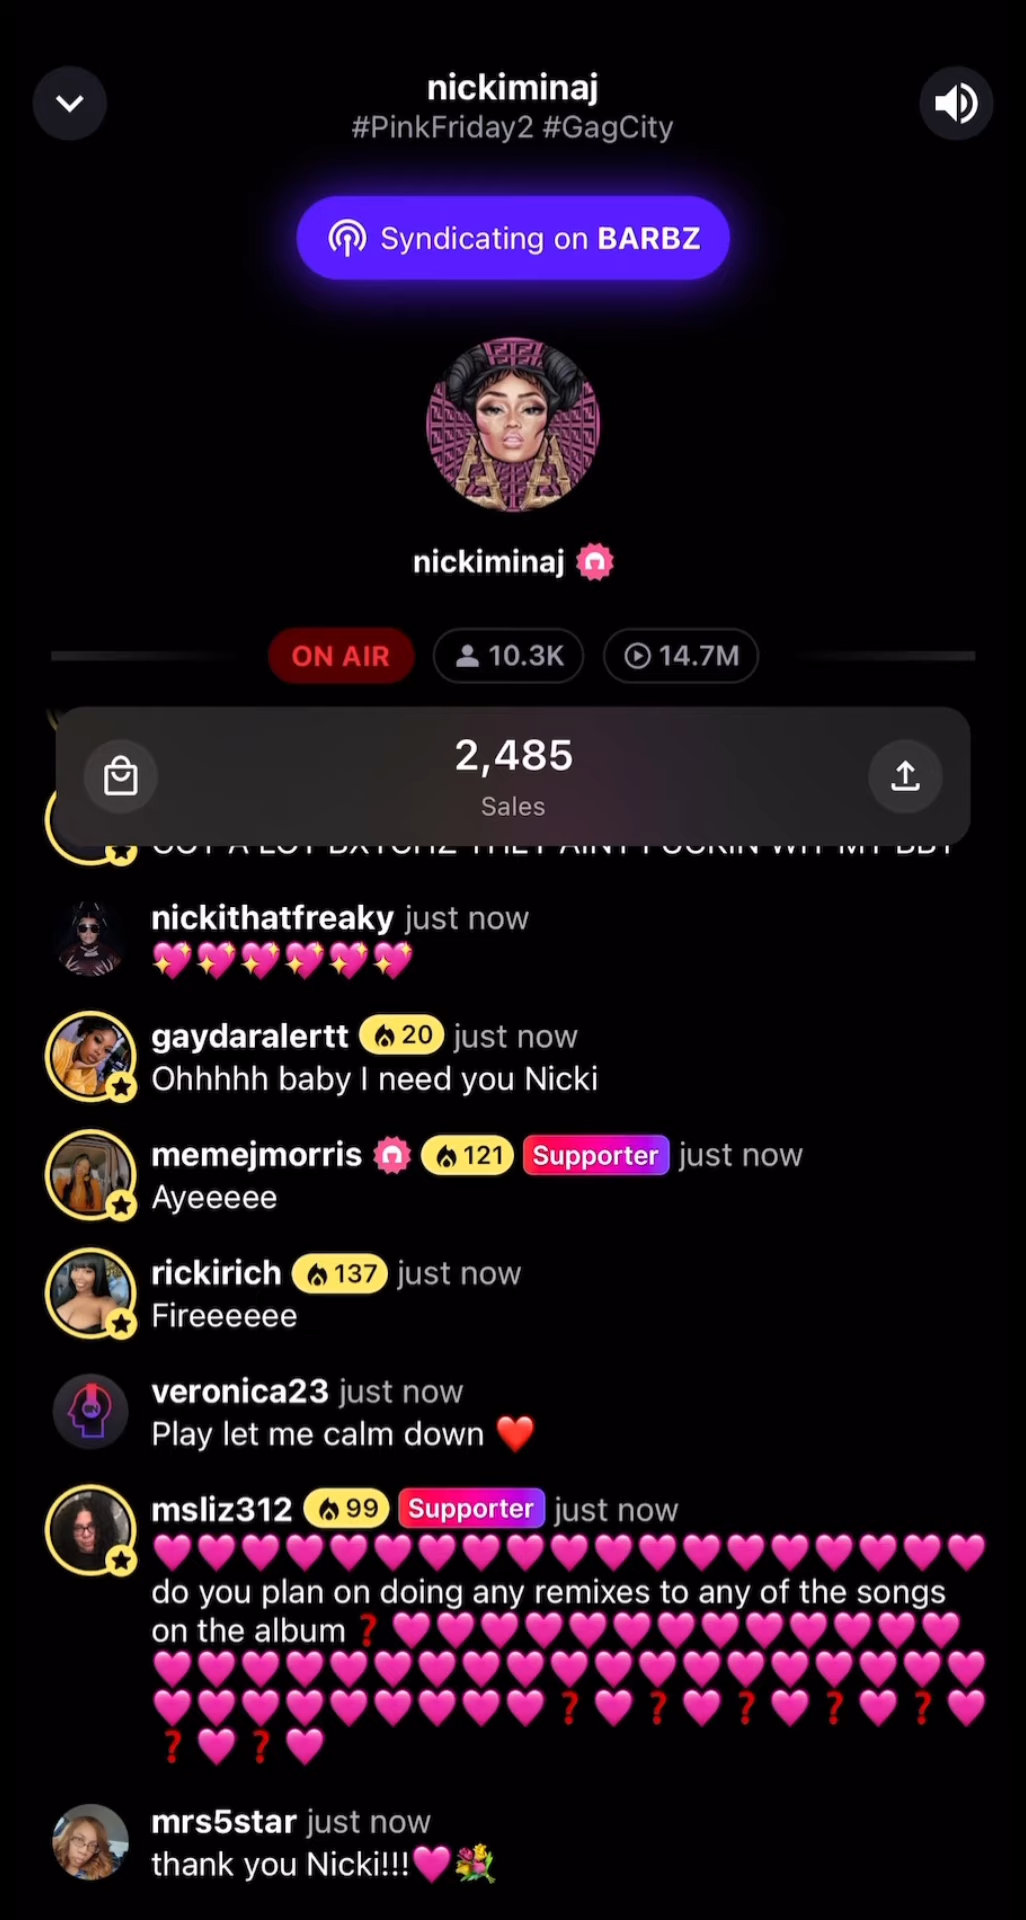 nickiminaj
#PinkFriday2 #GagCity
Syndicating on BARBZ
nickiminaj
ON AIR 10.3K 14.7M
2,485
Sales
nickithatfreaky just now
💖💖💖💖💖💖
gaydaralertt 20 just now
Ohhhhh baby I need you Nicki
memejmorris 121 Supporter just now
Ayeeeee
rickirich 137 just now
Fireeeeee
veronica23 just now
Play let me calm down ❤️
msliz312 99 Supporter just now
🩷🩷🩷🩷🩷🩷🩷🩷🩷🩷🩷🩷🩷🩷🩷🩷🩷🩷🩷
do you plan on doing any remixes to any of the songs
on the album ❓🩷🩷🩷🩷🩷🩷🩷🩷🩷🩷🩷🩷🩷
🩷🩷🩷🩷🩷🩷🩷🩷🩷🩷🩷🩷🩷🩷🩷🩷🩷🩷🩷
🩷🩷🩷🩷🩷🩷🩷🩷🩷❓🩷❓🩷❓🩷❓🩷❓🩷
❓🩷❓🩷
mrs5star just now
thank you Nicki!!!🩷💐